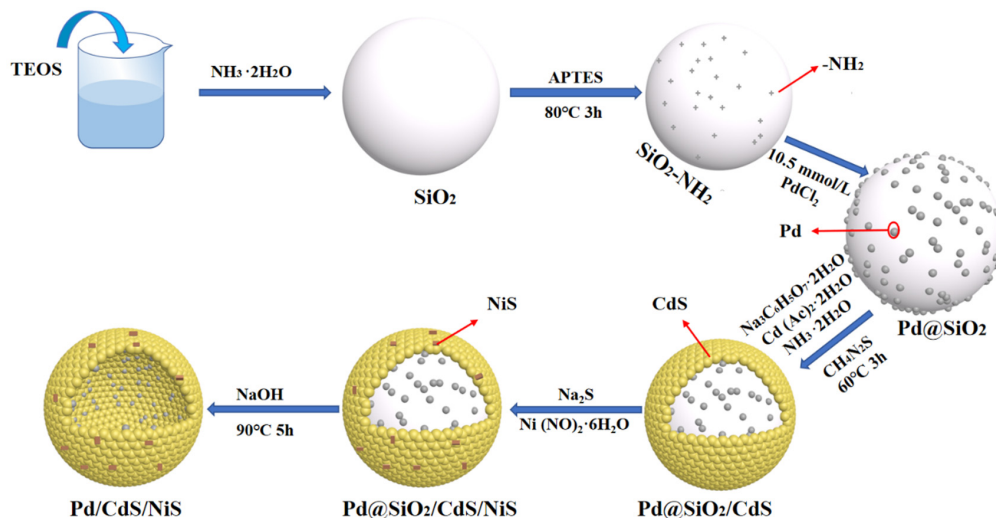 TEOS
NH₃·2H₂O
SiO₂
APTES
80℃ 3h
-NH₂
SiO₂-NH₂
10.5 mmol/L
PdCl₂
Pd
Pd@SiO₂
Na₃C₆H₅O₇·2H₂O
Cd (Ac)₂·2H₂O
NH₃·2H₂O
CH₄N₂S
60℃ 3h
CdS
Pd@SiO₂/CdS
Na₂S
Ni (NO)₂·6H₂O
NiS
Pd@SiO₂/CdS/NiS
NaOH
90℃ 5h
Pd/CdS/NiS